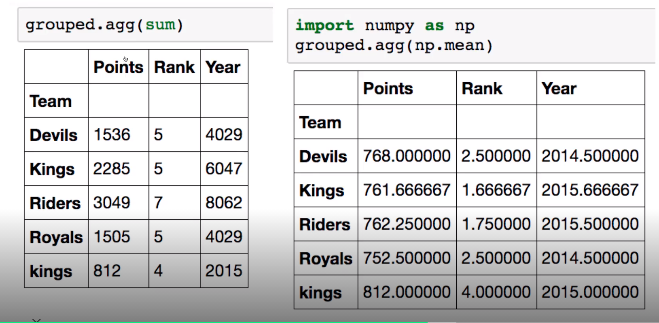 grouped.agg(sum)
Points Rank Year
Team
Devils 1536 5 4029
Kings 2285 5 6047
Riders 3049 7 8062
Royals 1505 5 4029
kings 812 4 2015
import numpy as np
grouped.agg(np.mean)
Points Rank Year
Team
Devils 768.000000 2.500000 2014.500000
Kings 761.666667 1.666667 2015.666667
Riders 762.250000 1.750000 2015.500000
Royals 752.500000 2.500000 2014.500000
kings 812.000000 4.000000 2015.000000